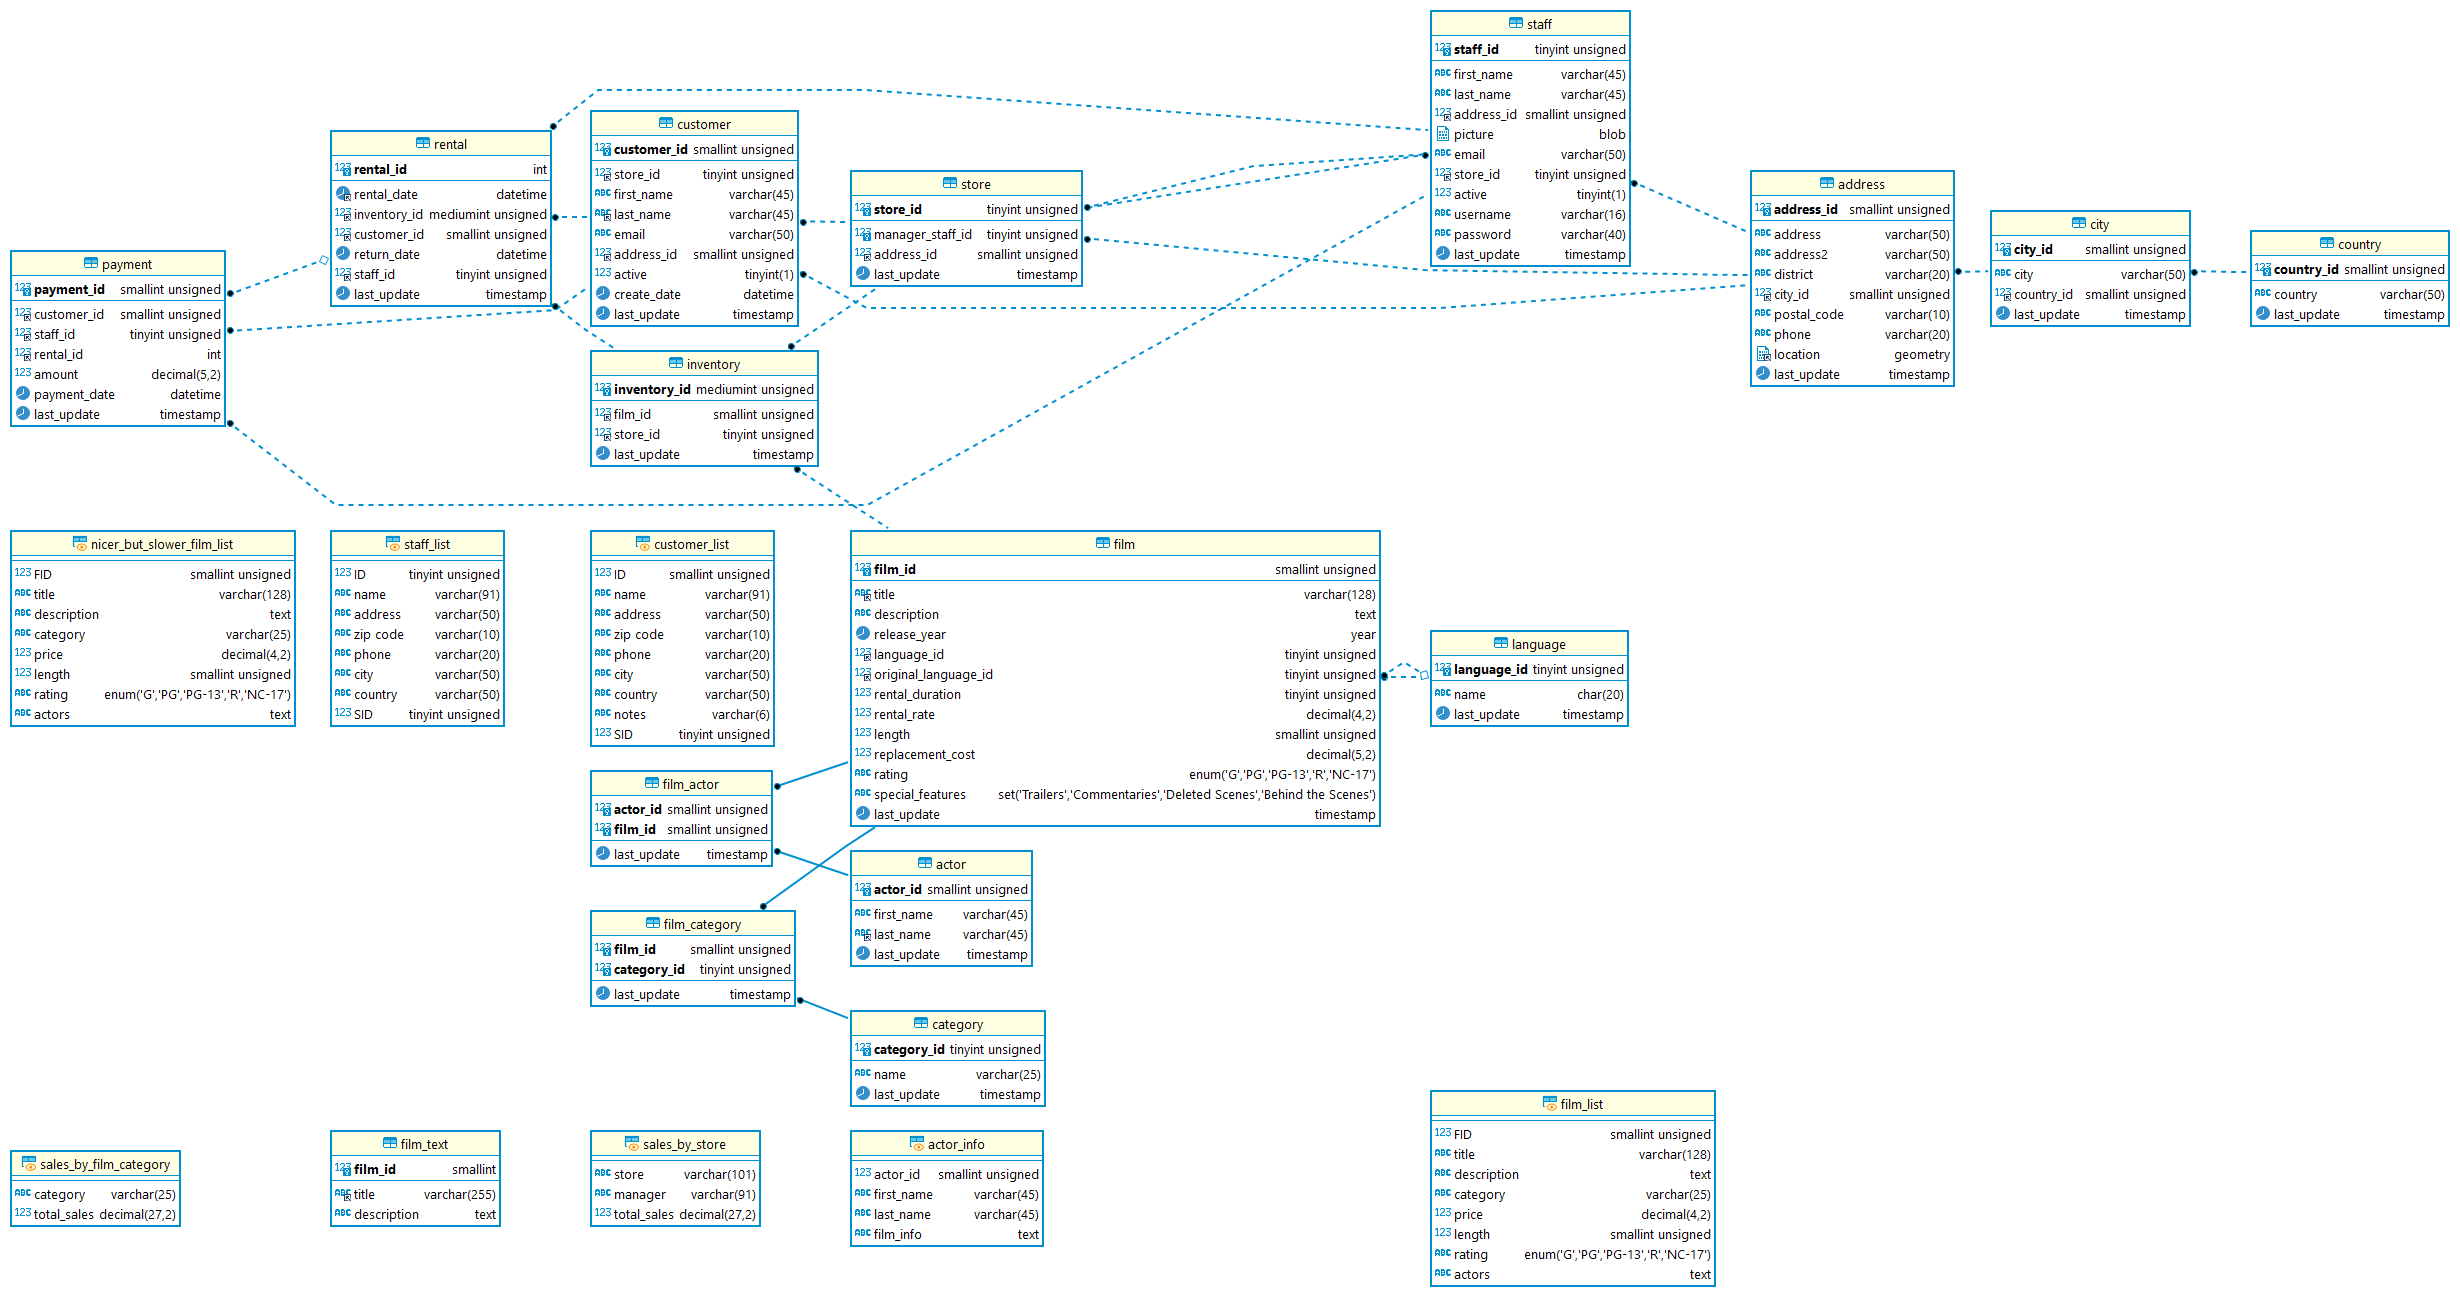 staff
staff_id tinyint unsigned
first_name varchar(45)
last_name varchar(45)
address_id smallint unsigned
picture blob
email varchar(50)
store_id tinyint unsigned
active tinyint(1)
username varchar(16)
password varchar(40)
last_update timestamp
rental
rental_id int
rental_date datetime
inventory_id mediumint unsigned
customer_id smallint unsigned
return_date datetime
staff_id tinyint unsigned
last_update timestamp
customer
customer_id smallint unsigned
store_id tinyint unsigned
first_name varchar(45)
last_name varchar(45)
email varchar(50)
address_id smallint unsigned
active tinyint(1)
create_date datetime
last_update timestamp
store
store_id tinyint unsigned
manager_staff_id tinyint unsigned
address_id smallint unsigned
last_update timestamp
address
address_id smallint unsigned
address varchar(50)
address2 varchar(50)
district varchar(20)
city_id smallint unsigned
postal_code varchar(10)
phone varchar(20)
location geometry
last_update timestamp
city
city_id smallint unsigned
city varchar(50)
country_id smallint unsigned
last_update timestamp
country
country_id smallint unsigned
country varchar(50)
last_update timestamp
payment
payment_id smallint unsigned
customer_id smallint unsigned
staff_id tinyint unsigned
rental_id int
amount decimal(5,2)
payment_date datetime
last_update timestamp
inventory
inventory_id mediumint unsigned
film_id smallint unsigned
store_id tinyint unsigned
last_update timestamp
nicer_but_slower_film_list
FID smallint unsigned
title varchar(128)
description text
category varchar(25)
price decimal(4,2)
length smallint unsigned
rating enum('G','PG','PG-13','R','NC-17')
actors text
staff_list
ID tinyint unsigned
name varchar(91)
address varchar(50)
zip code varchar(10)
phone varchar(20)
city varchar(50)
country varchar(50)
SID tinyint unsigned
customer_list
ID smallint unsigned
name varchar(91)
address varchar(50)
zip code varchar(10)
phone varchar(20)
city varchar(50)
country varchar(50)
notes varchar(6)
SID tinyint unsigned
film
film_id smallint unsigned
title varchar(128)
description text
release_year year
language_id tinyint unsigned
original_language_id tinyint unsigned
rental_duration tinyint unsigned
rental_rate decimal(4,2)
length smallint unsigned
replacement_cost decimal(5,2)
rating enum('G','PG','PG-13','R','NC-17')
special_features set('Trailers','Commentaries','Deleted Scenes','Behind the Scenes')
last_update timestamp
language
language_id tinyint unsigned
name char(20)
last_update timestamp
film_actor
actor_id smallint unsigned
film_id smallint unsigned
last_update timestamp
actor
actor_id smallint unsigned
first_name varchar(45)
last_name varchar(45)
last_update timestamp
film_category
film_id smallint unsigned
category_id tinyint unsigned
last_update timestamp
category
category_id tinyint unsigned
name varchar(25)
last_update timestamp
sales_by_film_category
category varchar(25)
total_sales decimal(27,2)
film_text
film_id smallint
title varchar(255)
description text
sales_by_store
store varchar(101)
manager varchar(91)
total_sales decimal(27,2)
actor_info
actor_id smallint unsigned
first_name varchar(45)
last_name varchar(45)
film_info text
film_list
FID smallint unsigned
title varchar(128)
description text
category varchar(25)
price decimal(4,2)
length smallint unsigned
rating enum('G','PG','PG-13','R','NC-17')
actors text